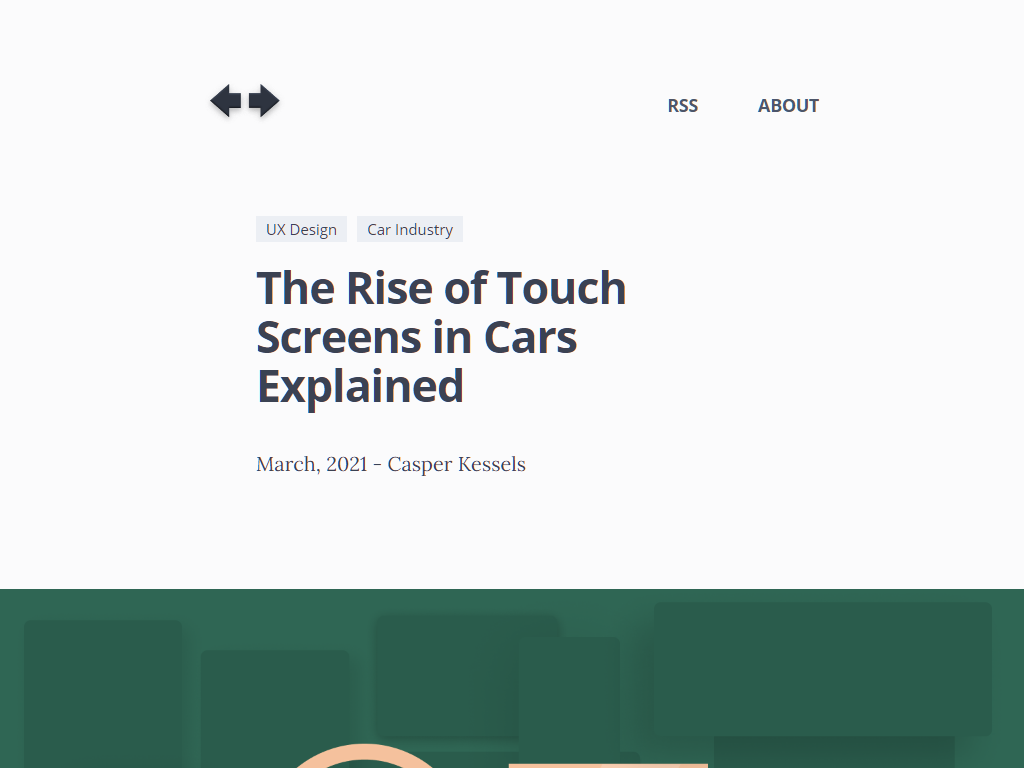 RSS ABOUT
UX Design Car Industry
The Rise of Touch
Screens in Cars
Explained
March, 2021 - Casper Kessels